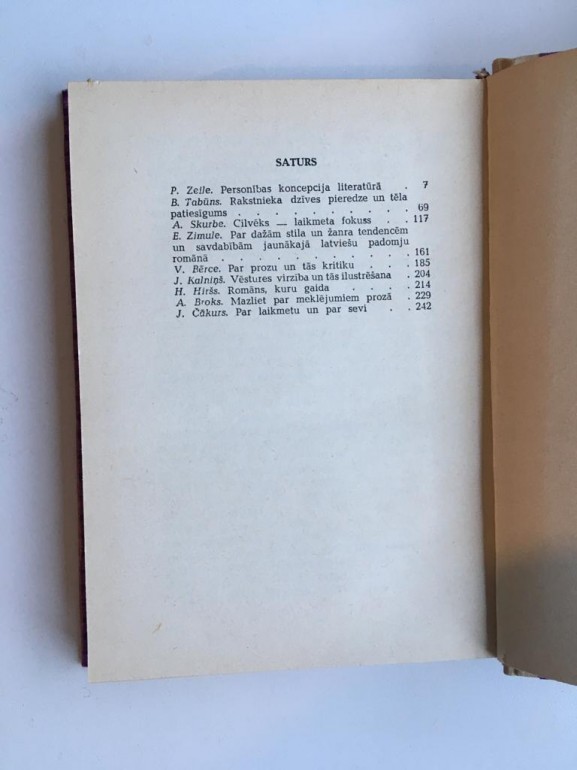 SATURS
P. Zeile. Personības koncepcija literatūrā . 7
B. Tabūns. Rakstnieka dzīves pieredze un tēla
patiesīgums . . . . . . . . . 69
A. Skurbe. Cilvēks — laikmeta fokuss . . 117
E. Zimule. Par dažām stila un žanra tendencēm
un savdabībām jaunākajā latviešu padomju
romānā . . . . . . . . . . 161
V. Bērce. Par prozu un tās kritiku . . . 185
J. Kalniņš. Vēstures virzība un tās ilustrēšana . 204
H. Hiršs. Romāns, kuru gaida . . . . 214
A. Broks. Mazliet par meklējumiem prozā . 229
J. Čākurs. Par laikmetu un par sevi . . 242